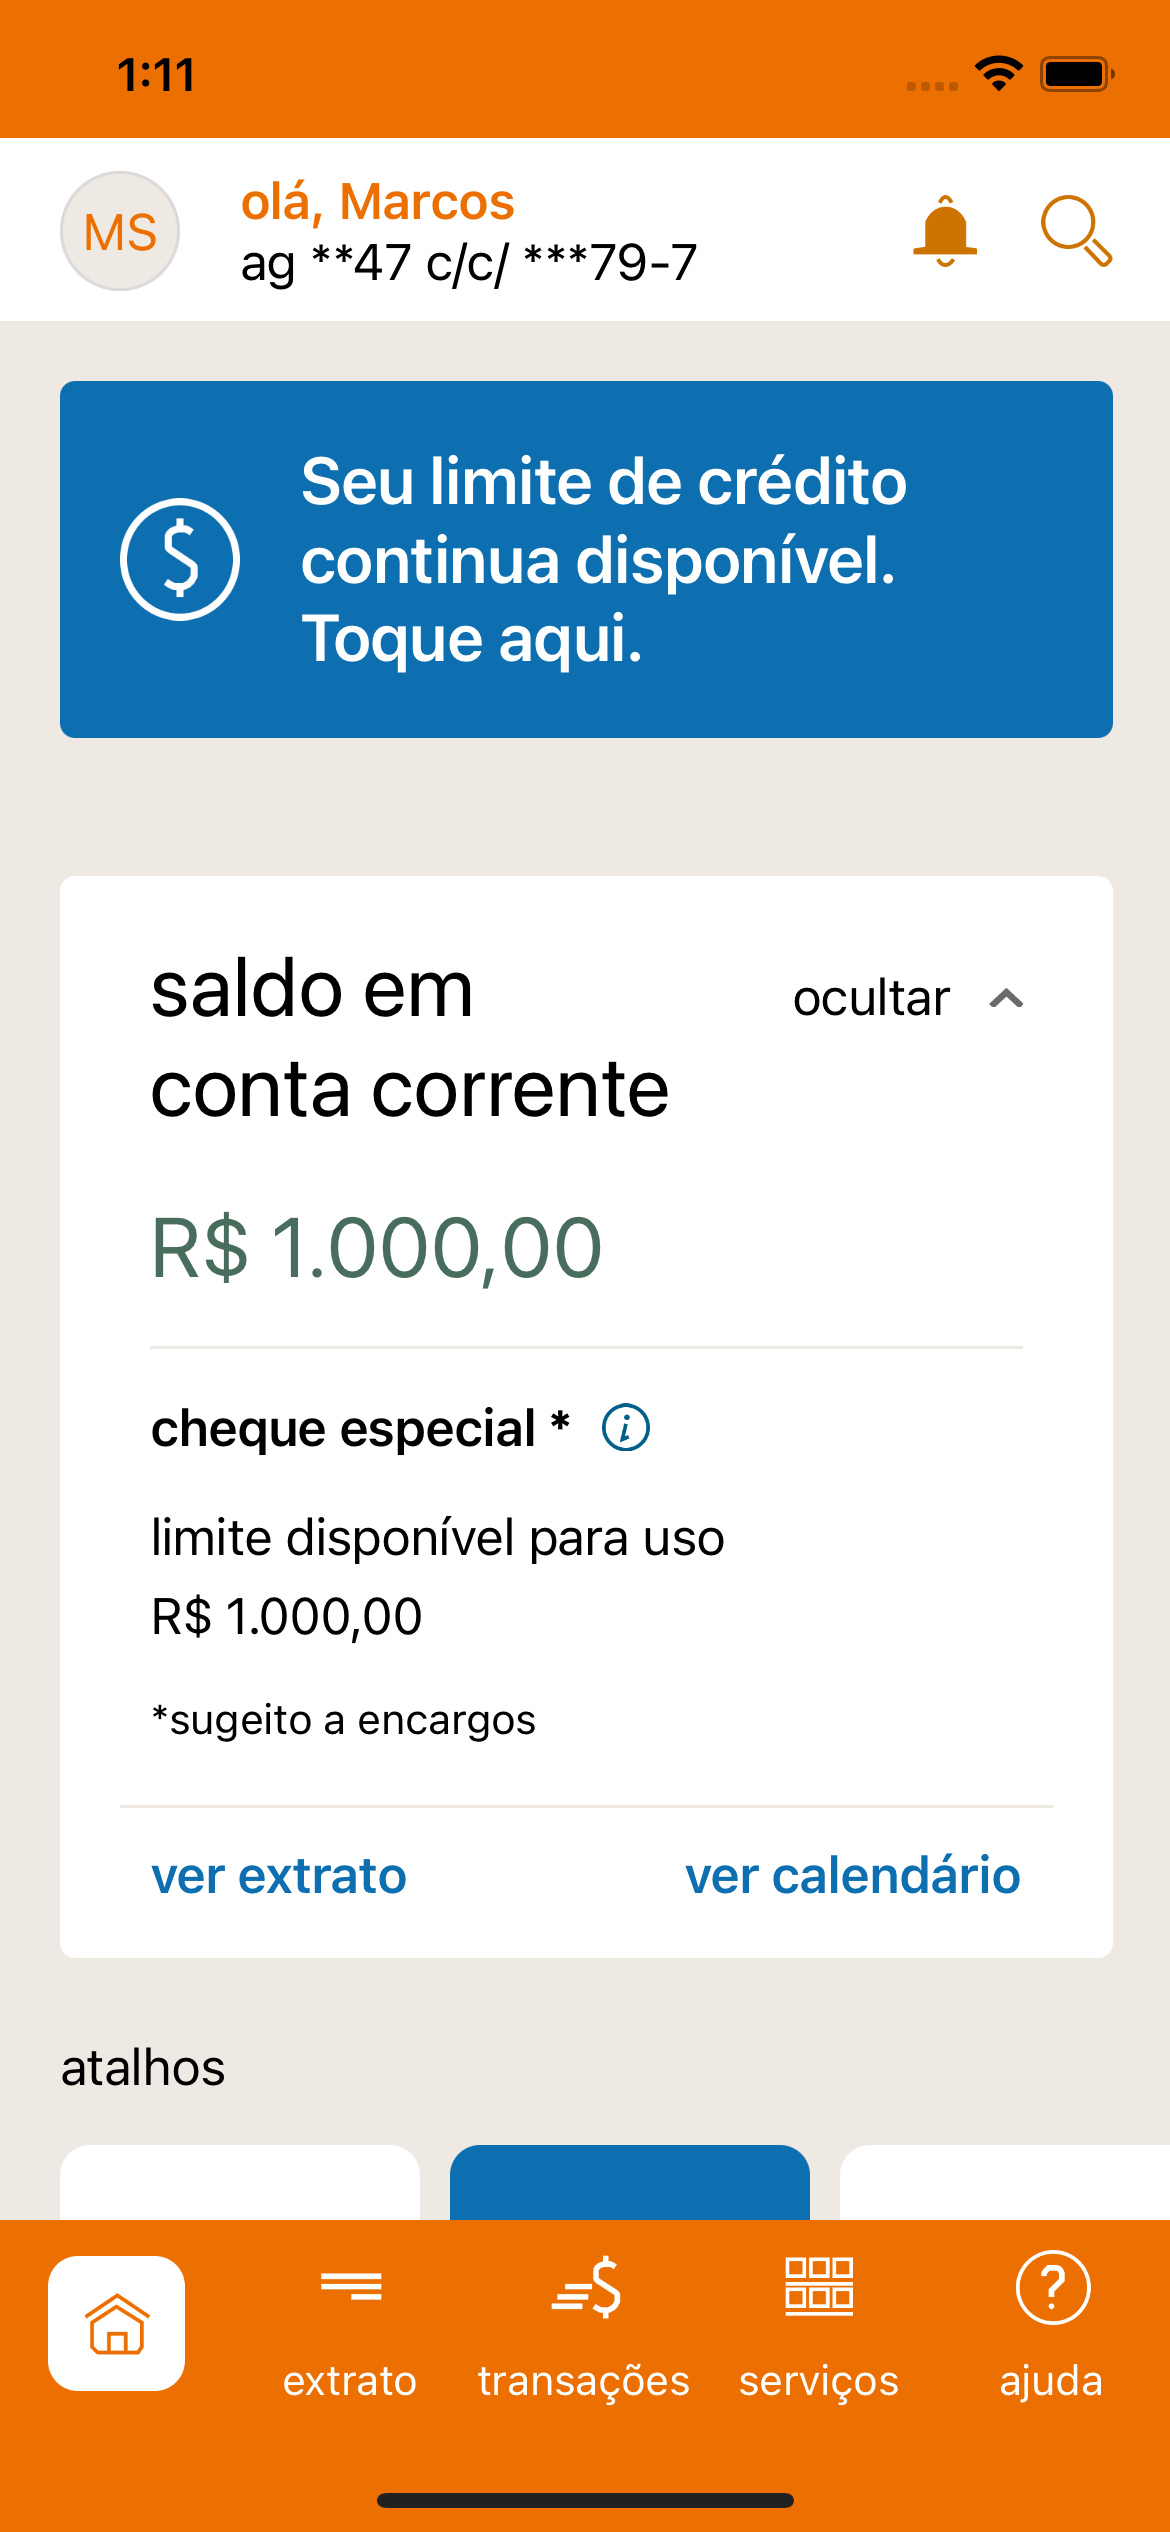 1:11
MS
olá, Marcos
ag **47 c/c/ ***79-7
Seu limite de crédito
continua disponível.
Toque aqui.
saldo em
conta corrente
ocultar
R$ 1.000,00
cheque especial *
limite disponível para uso
R$ 1.000,00
*sugeito a encargos
ver extrato
ver calendário
atalhos
extrato
transações
serviços
ajuda